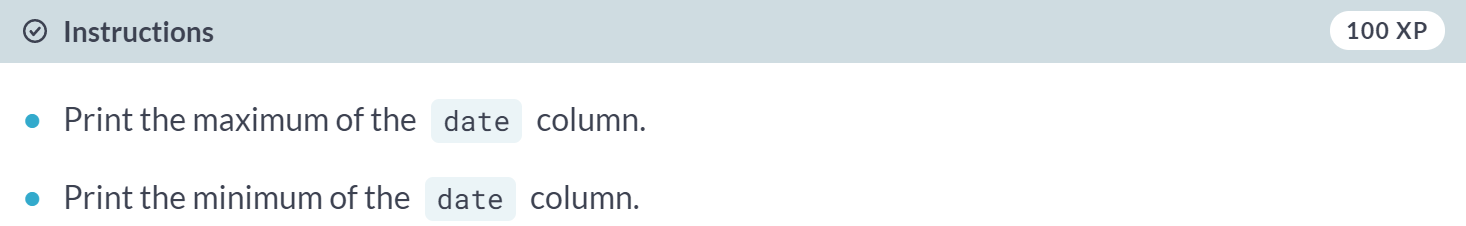 Instructions 100 XP
Print the maximum of the date column.
Print the minimum of the date column.